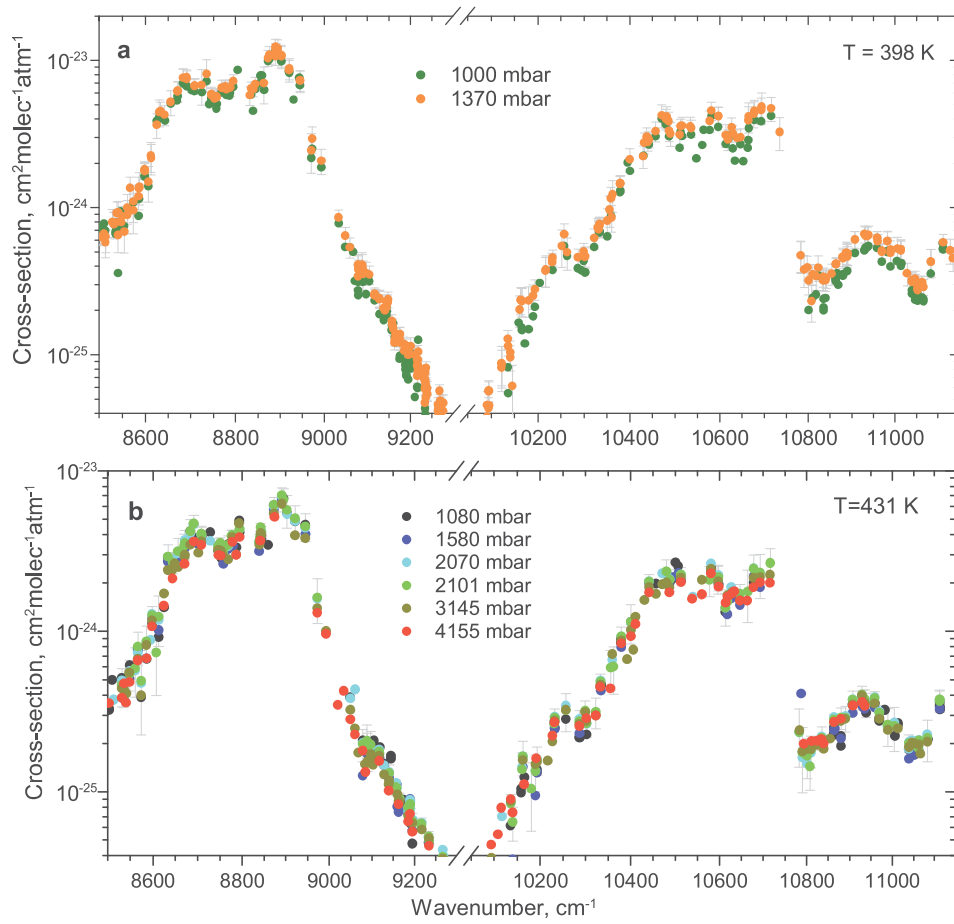 a
T = 398 K
1000 mbar
1370 mbar
10⁻²³
10⁻²⁴
10⁻²⁵
Cross-section, cm²molec⁻¹atm⁻¹
8600 8800 9000 9200 10200 10400 10600 10800 11000
b
T=431 K
1080 mbar
1580 mbar
2070 mbar
2101 mbar
3145 mbar
4155 mbar
10⁻²³
10⁻²⁴
10⁻²⁵
Cross-section, cm²molec⁻¹atm⁻¹
8600 8800 9000 9200 10200 10400 10600 10800 11000
Wavenumber, cm⁻¹